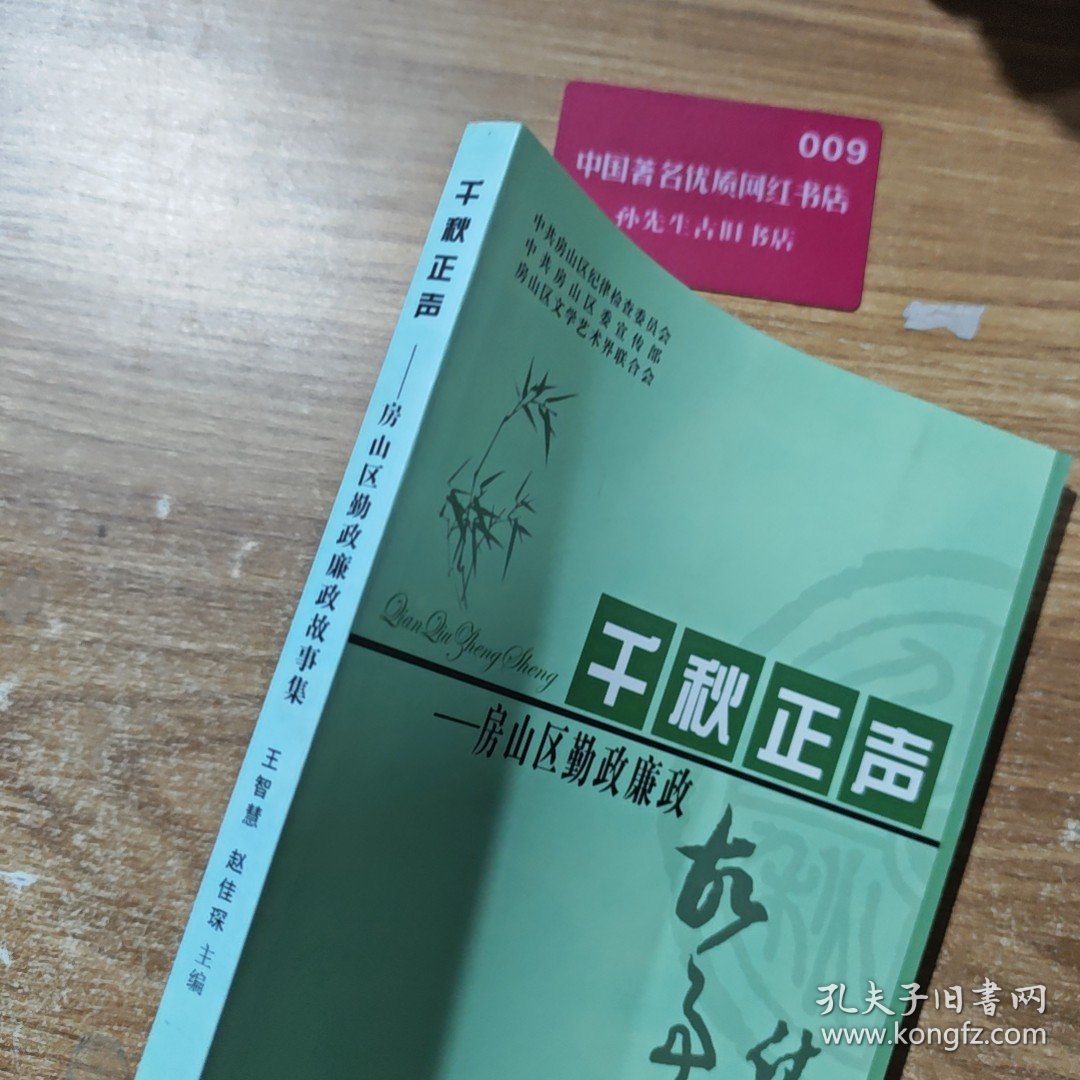 009
中国著名优质网红书店
孙先生古旧书店
千秋正声——房山区勤政廉政故事集 王智慧 赵佳琛 主编
中共房山区纪律检查委员会
中共房山区委宣传部
房山区文学艺术界联合会
QianQiuZhengSheng
千秋正声
—房山区勤政廉政
故事
孔夫子旧書网
www.kongfz.com